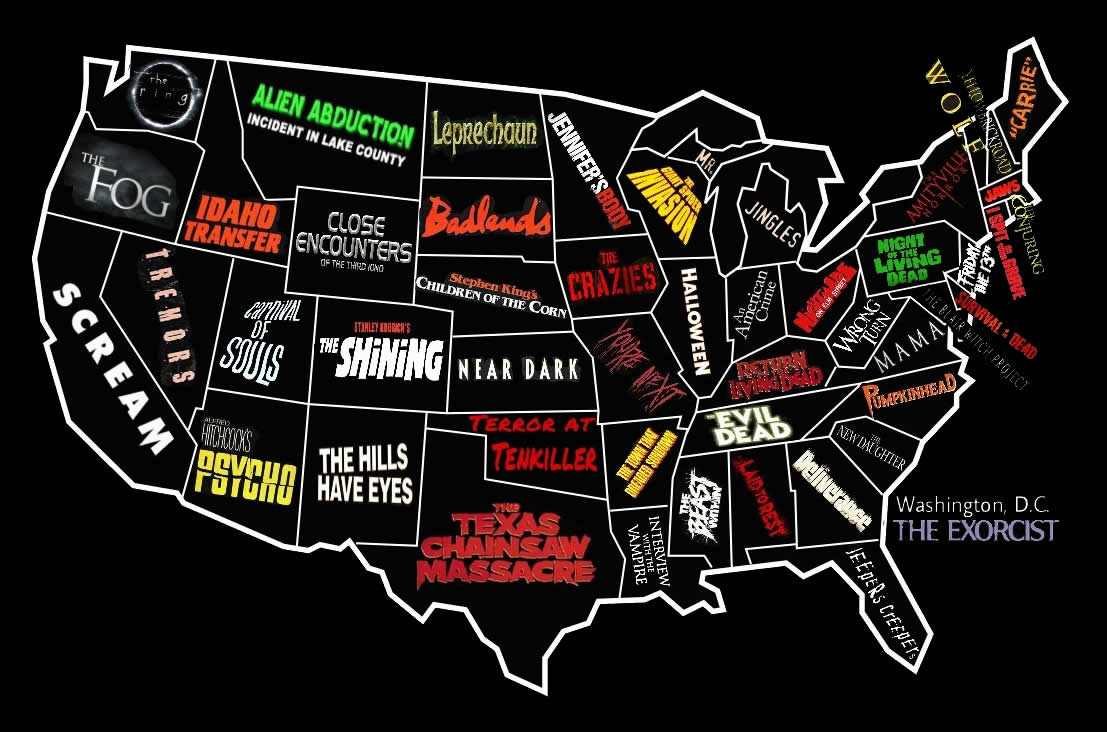 the
ring
THE
FOG
ALIEN ABDUCTION
INCIDENT IN LAKE COUNTY
IDAHO
TRANSFER
Leprechaun
Badlands
CLOSE
ENCOUNTERS
OF THE THIRD KIND
Stephen King's
CHILDREN OF THE CORN
JENNIFER'S BODY
INVASION
MR.
JINGLES
WOLF
"CARRIE"
AMITYVILLE
HORROR
JAWS
THE CONJURING
I SPIT ON YOUR GRAVE
NIGHT
OF THE
LIVING
DEAD
FRIDAY
THE 13TH
SURVIVAL OF THE DEAD
THE BLAIR WITCH PROJECT
SCREAM
TREMORS
CARNIVAL
OF
SOULS
STANLEY KUBRICK'S
THE SHiNiNG
NEAR DARK
THE
CRAZIES
HALLOWEEN
An
American
Crime
NIGHTMARE
ON ELM STREET
WRONG
TURN
MAMA
YOU'RE NEXT
RETURN
LIVING DEAD
PUMPKINHEAD
THE
NEW DAUGHTER
ALFRED
HITCHCOCK'S
PSYCHO
THE HILLS
HAVE EYES
TERROR AT
TENKILLER
THE TOWN THAT
DREADED SUNDOWN
THE
EVIL
DEAD
THE
BEAST
WITHIN
LAID TO REST
Deliverance
THE
TEXAS
CHAINSAW
MASSACRE
INTERVIEW
WITH THE
VAMPIRE
JEEPERS CREEPERS
Washington, D.C.
THE EXORCIST